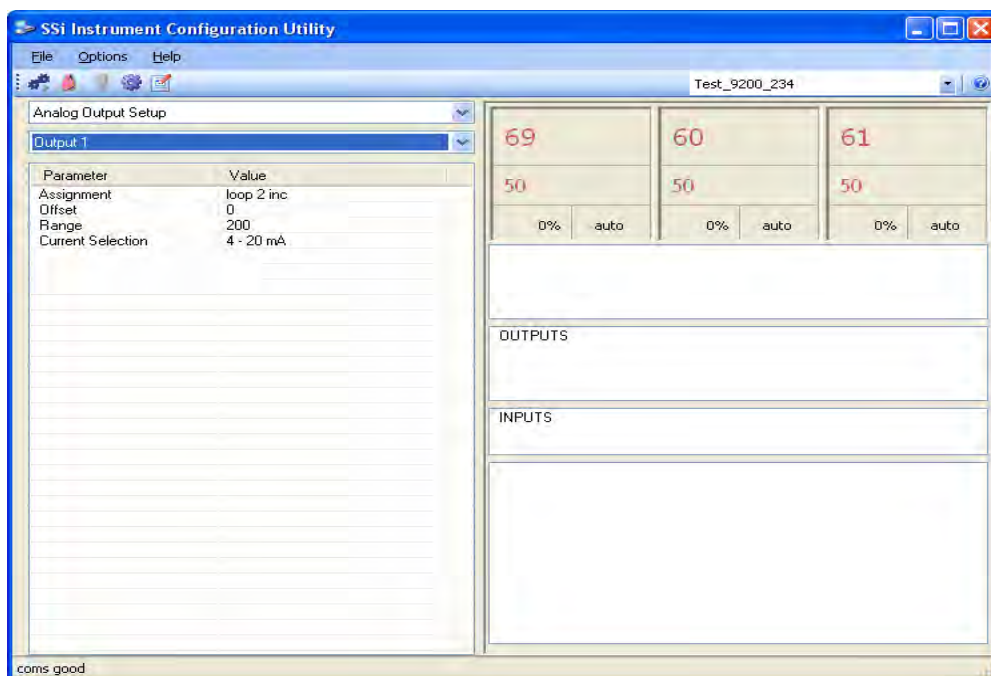 SSi Instrument Configuration Utility
File Options Help
Test_9200_234
Analog Output Setup
Output 1
Parameter Value
Assignment loop 2 inc
Offset 0
Range 200
Current Selection 4 - 20 mA
69 60 61
50 50 50
0% auto 0% auto 0% auto
OUTPUTS
INPUTS
coms good